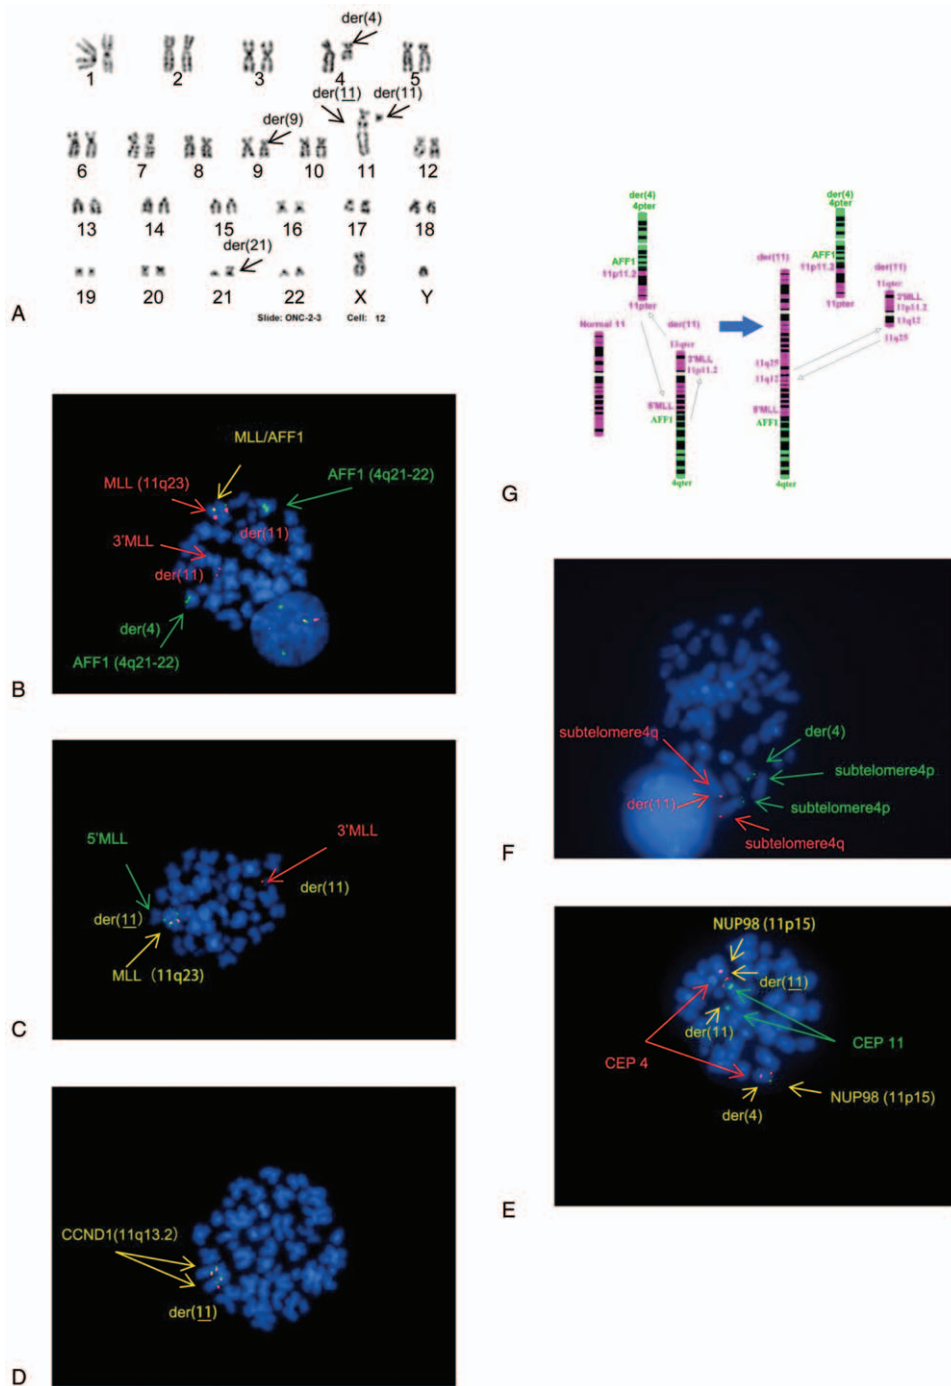 der(4)
1 2 3 4 5
der(11) der(11)
der(9)
6 7 8 9 10 11 12
13 14 15 16 17 18
der(21)
19 20 21 22 X Y
Slide: ONC-2-3 Cell: 12
A
MLL/AFF1
MLL (11q23)
AFF1 (4q21-22)
der(11)
3'MLL
der(11)
der(4)
AFF1 (4q21-22)
B
5'MLL
3'MLL
der(11)
der(11)
MLL (11q23)
C
CCND1(11q13.2)
der(11)
D
der(4)
4pter
AFF1
11p11.2
11pter
Normal 11
der(11)
11qter
3'MLL
11p11.2
5'MLL
AFF1
4qter
der(4)
4pter
AFF1
11p11.2
11pter
der(11)
11q25
11q12
5'MLL
AFF1
4qter
der(11)
11qter
3'MLL
11p11.2
11q12
11q25
G
subtelomere4q
der(4)
subtelomere4p
der(11)
subtelomere4p
subtelomere4q
F
NUP98 (11p15)
der(11)
der(11)
CEP 11
CEP 4
NUP98 (11p15)
der(4)
E